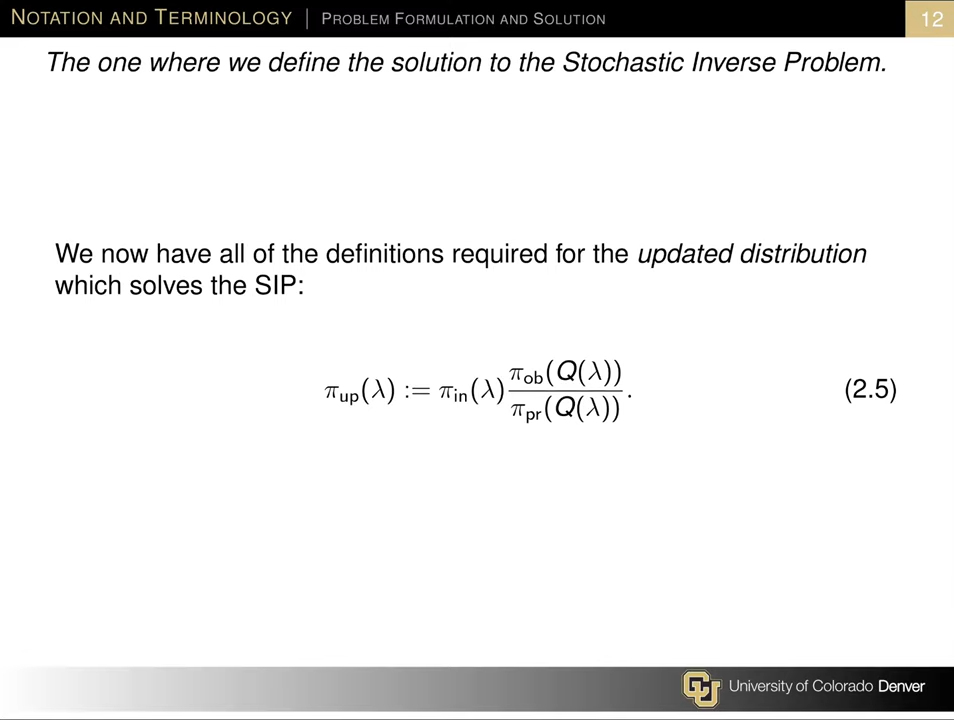 NOTATION AND TERMINOLOGY | PROBLEM FORMULATION AND SOLUTION 12
The one where we define the solution to the Stochastic Inverse Problem.
We now have all of the definitions required for the updated distribution
which solves the SIP:
π_up(λ) := π_in(λ) π_ob(Q(λ)) / π_pr(Q(λ)). (2.5)
University of Colorado Denver